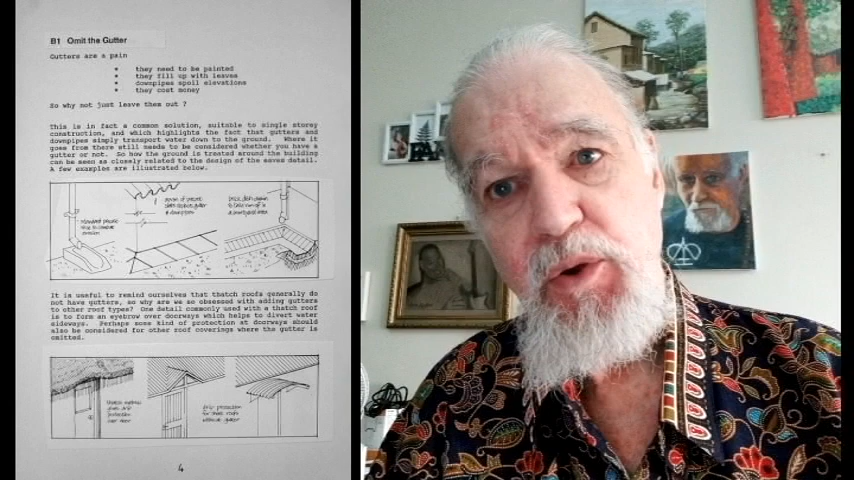 B1 Omit the Gutter
Gutters are a pain
* they need to be painted
* they fill up with leaves
* downpipes spoil elevations
* they cost money
So why not just leave them out ?
This is in fact a common solution, suitable to single storey
construction, and which highlights the fact that gutters and
downpipes simply transport water down to the ground. Where it
goes from there still needs to be considered whether you have a
gutter or not. So how the ground is treated around the building
can be seen as closely related to the design of the eaves detail.
A few examples are illustrated below.
It is useful to remind ourselves that thatch roofs generally do
not have gutters, so why are we so obsessed with adding gutters
to other roof types? One detail commonly used with a thatch roof
is to form an eyebrow over doorways which helps to divert water
sideways. Perhaps some kind of protection at doorways should
also be considered for other roof coverings where the gutter is
omitted.
drip protection
for sheet roofs
without gutter
4